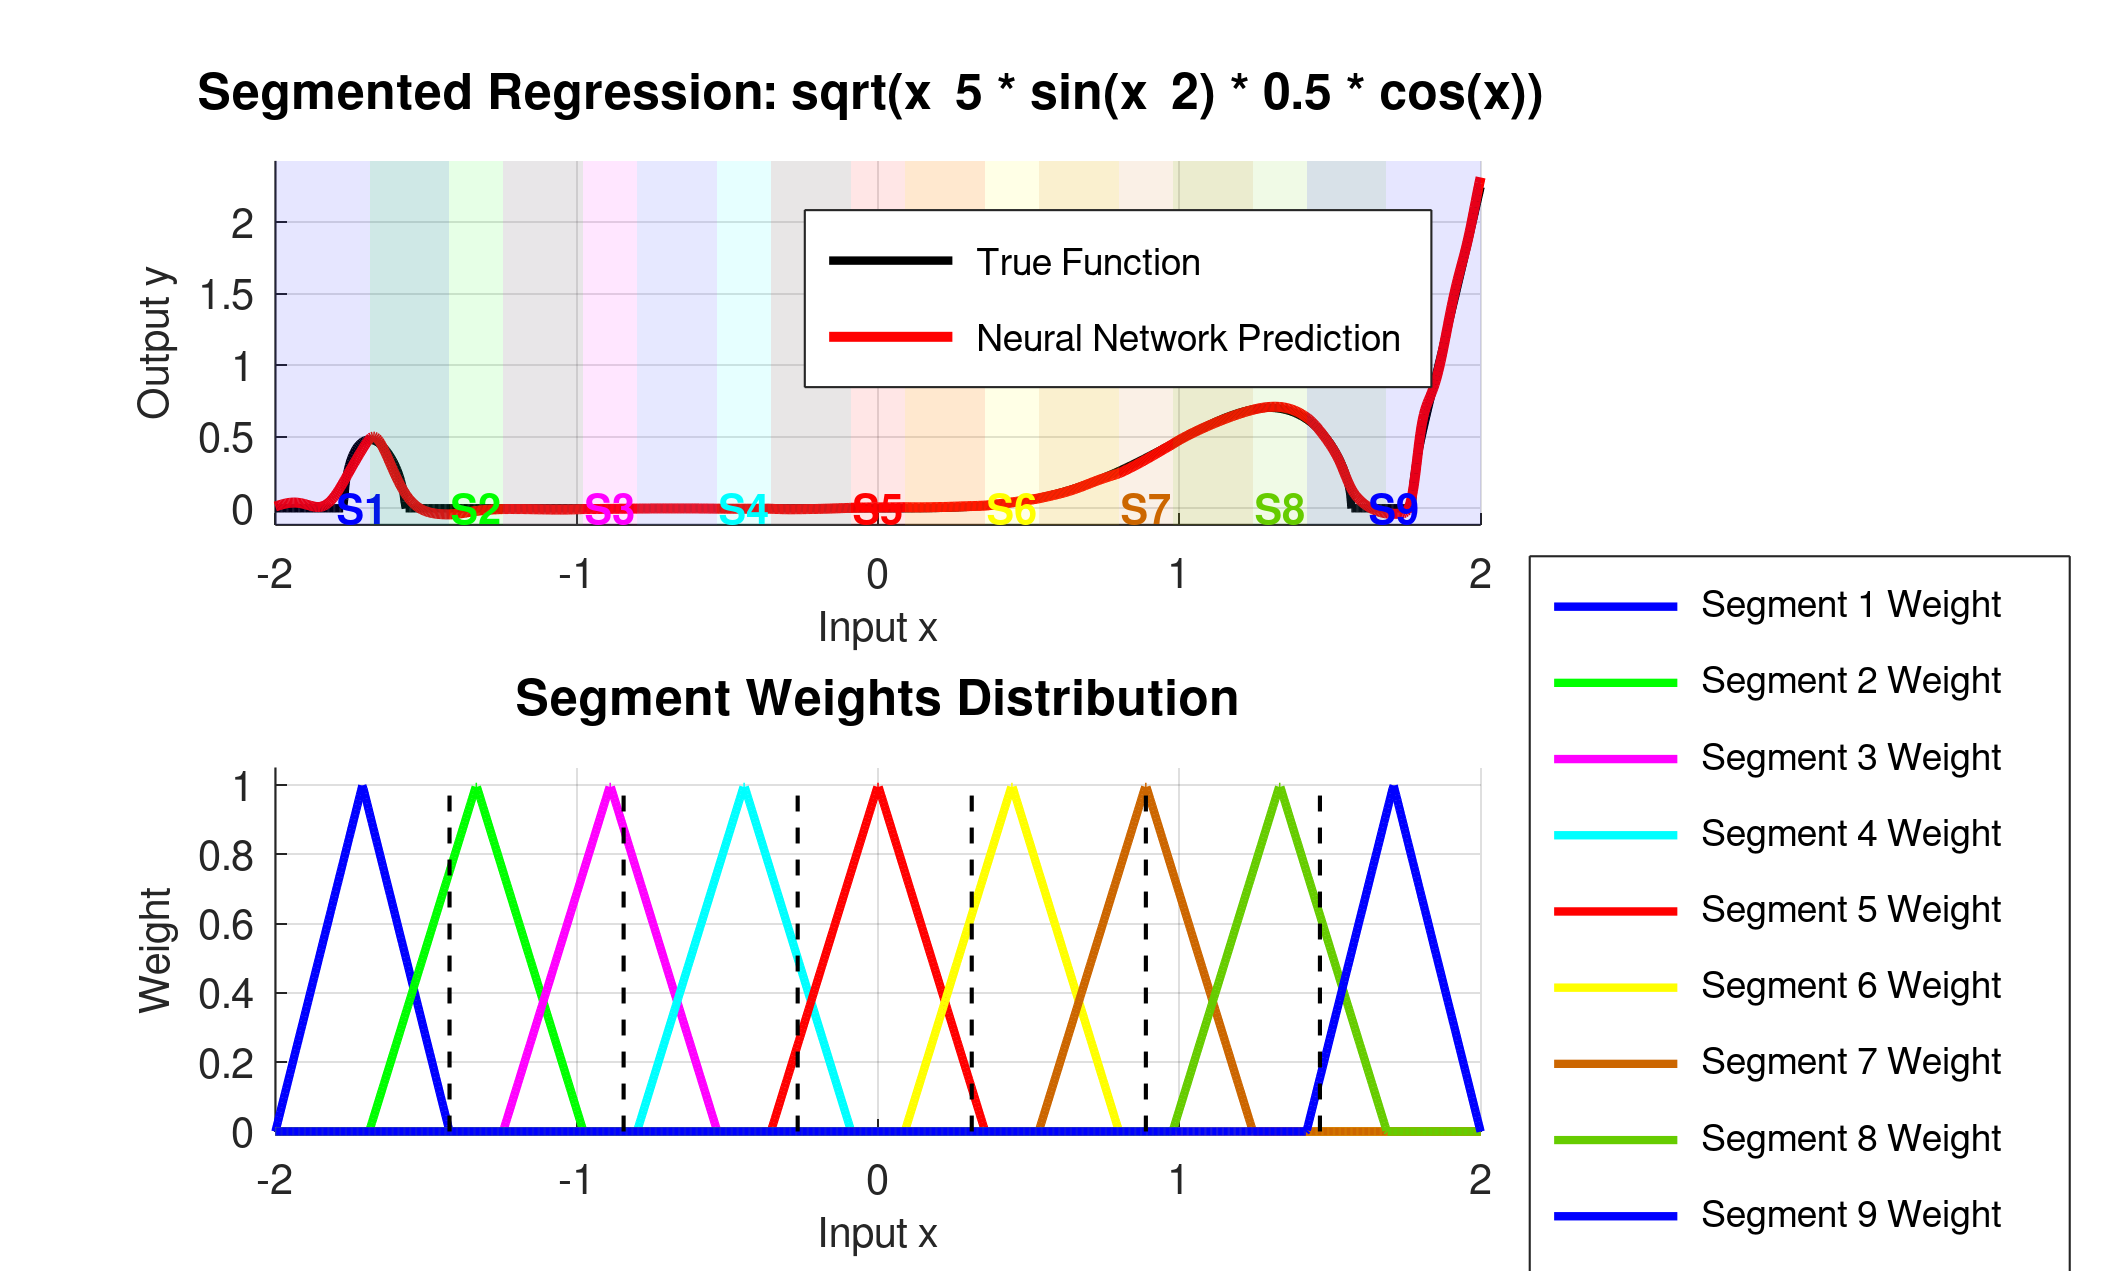 Segmented Regression: sqrt(x 5 * sin(x 2) * 0.5 * cos(x))
Output y
2
1.5
1
0.5
0
True Function
Neural Network Prediction
S1 S2 S3 S4 S5 S6 S7 S8 S9
-2 -1 0 1 2
Input x
Segment Weights Distribution
Weight
1
0.8
0.6
0.4
0.2
0
-2 -1 0 1 2
Input x
Segment 1 Weight
Segment 2 Weight
Segment 3 Weight
Segment 4 Weight
Segment 5 Weight
Segment 6 Weight
Segment 7 Weight
Segment 8 Weight
Segment 9 Weight